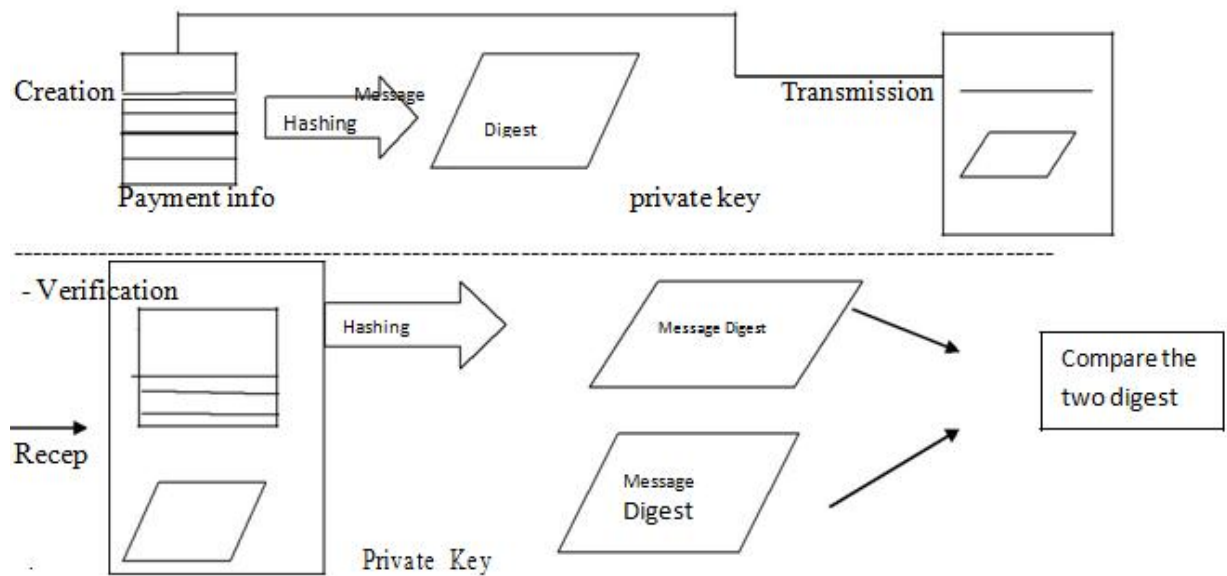 Creation
Message
Hashing
Digest
Transmission
Payment info
private key
- Verification
Hashing
Message Digest
Compare the
two digest
Recep
Message
Digest
Private Key
.